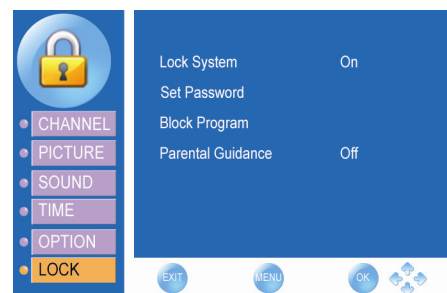 CHANNEL
PICTURE
SOUND
TIME
OPTION
LOCK
Lock System On
Set Password
Block Program
Parental Guidance Off
EXIT MENU OK